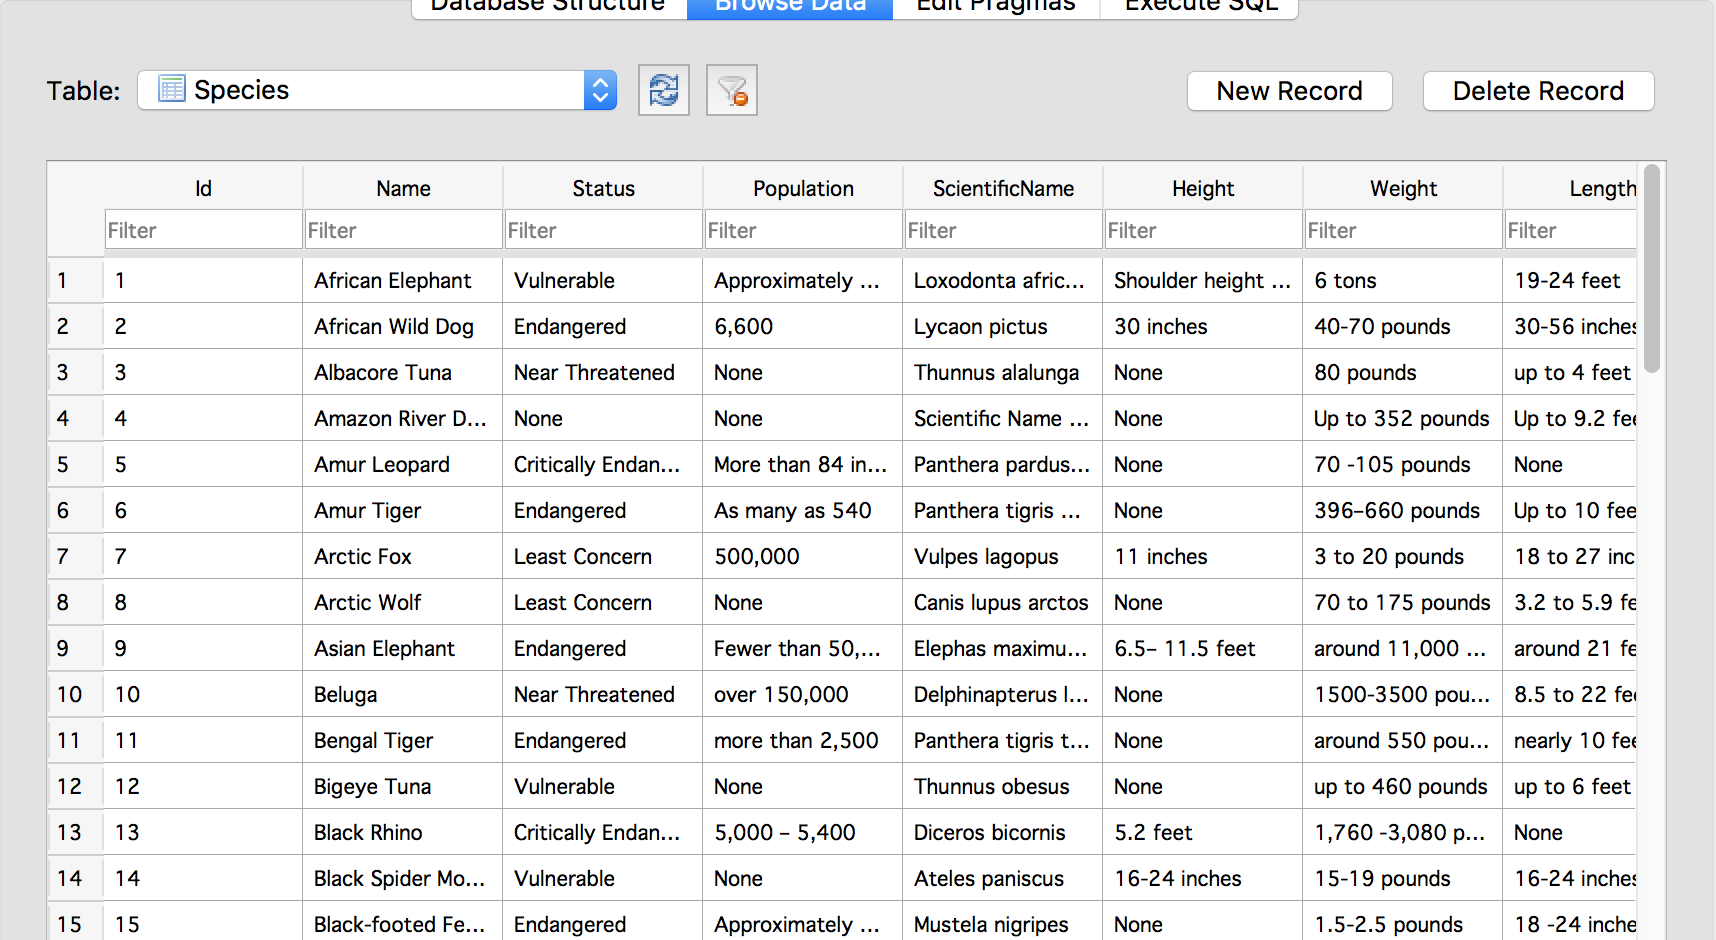 Database Structure Browse Data Edit Pragmas Execute SQL
Table: Species New Record Delete Record
Id Name Status Population ScientificName Height Weight Length
Filter Filter Filter Filter Filter Filter Filter Filter
1 1 African Elephant Vulnerable Approximately ... Loxodonta afric... Shoulder height ... 6 tons 19-24 feet
2 2 African Wild Dog Endangered 6,600 Lycaon pictus 30 inches 40-70 pounds 30-56 inches
3 3 Albacore Tuna Near Threatened None Thunnus alalunga None 80 pounds up to 4 feet
4 4 Amazon River D... None None Scientific Name ... None Up to 352 pounds Up to 9.2 fee
5 5 Amur Leopard Critically Endan... More than 84 in... Panthera pardus... None 70 -105 pounds None
6 6 Amur Tiger Endangered As many as 540 Panthera tigris ... None 396–660 pounds Up to 10 fee
7 7 Arctic Fox Least Concern 500,000 Vulpes lagopus 11 inches 3 to 20 pounds 18 to 27 inc
8 8 Arctic Wolf Least Concern None Canis lupus arctos None 70 to 175 pounds 3.2 to 5.9 fe
9 9 Asian Elephant Endangered Fewer than 50,... Elephas maximu... 6.5– 11.5 feet around 11,000 ... around 21 fe
10 10 Beluga Near Threatened over 150,000 Delphinapterus l... None 1500-3500 pou... 8.5 to 22 fee
11 11 Bengal Tiger Endangered more than 2,500 Panthera tigris t... None around 550 pou... nearly 10 fee
12 12 Bigeye Tuna Vulnerable None Thunnus obesus None up to 460 pounds up to 6 feet
13 13 Black Rhino Critically Endan... 5,000 – 5,400 Diceros bicornis 5.2 feet 1,760 -3,080 p... None
14 14 Black Spider Mo... Vulnerable None Ateles paniscus 16-24 inches 15-19 pounds 16-24 inches
15 15 Black-footed Fe... Endangered Approximately ... Mustela nigripes None 1.5-2.5 pounds 18 -24 inche